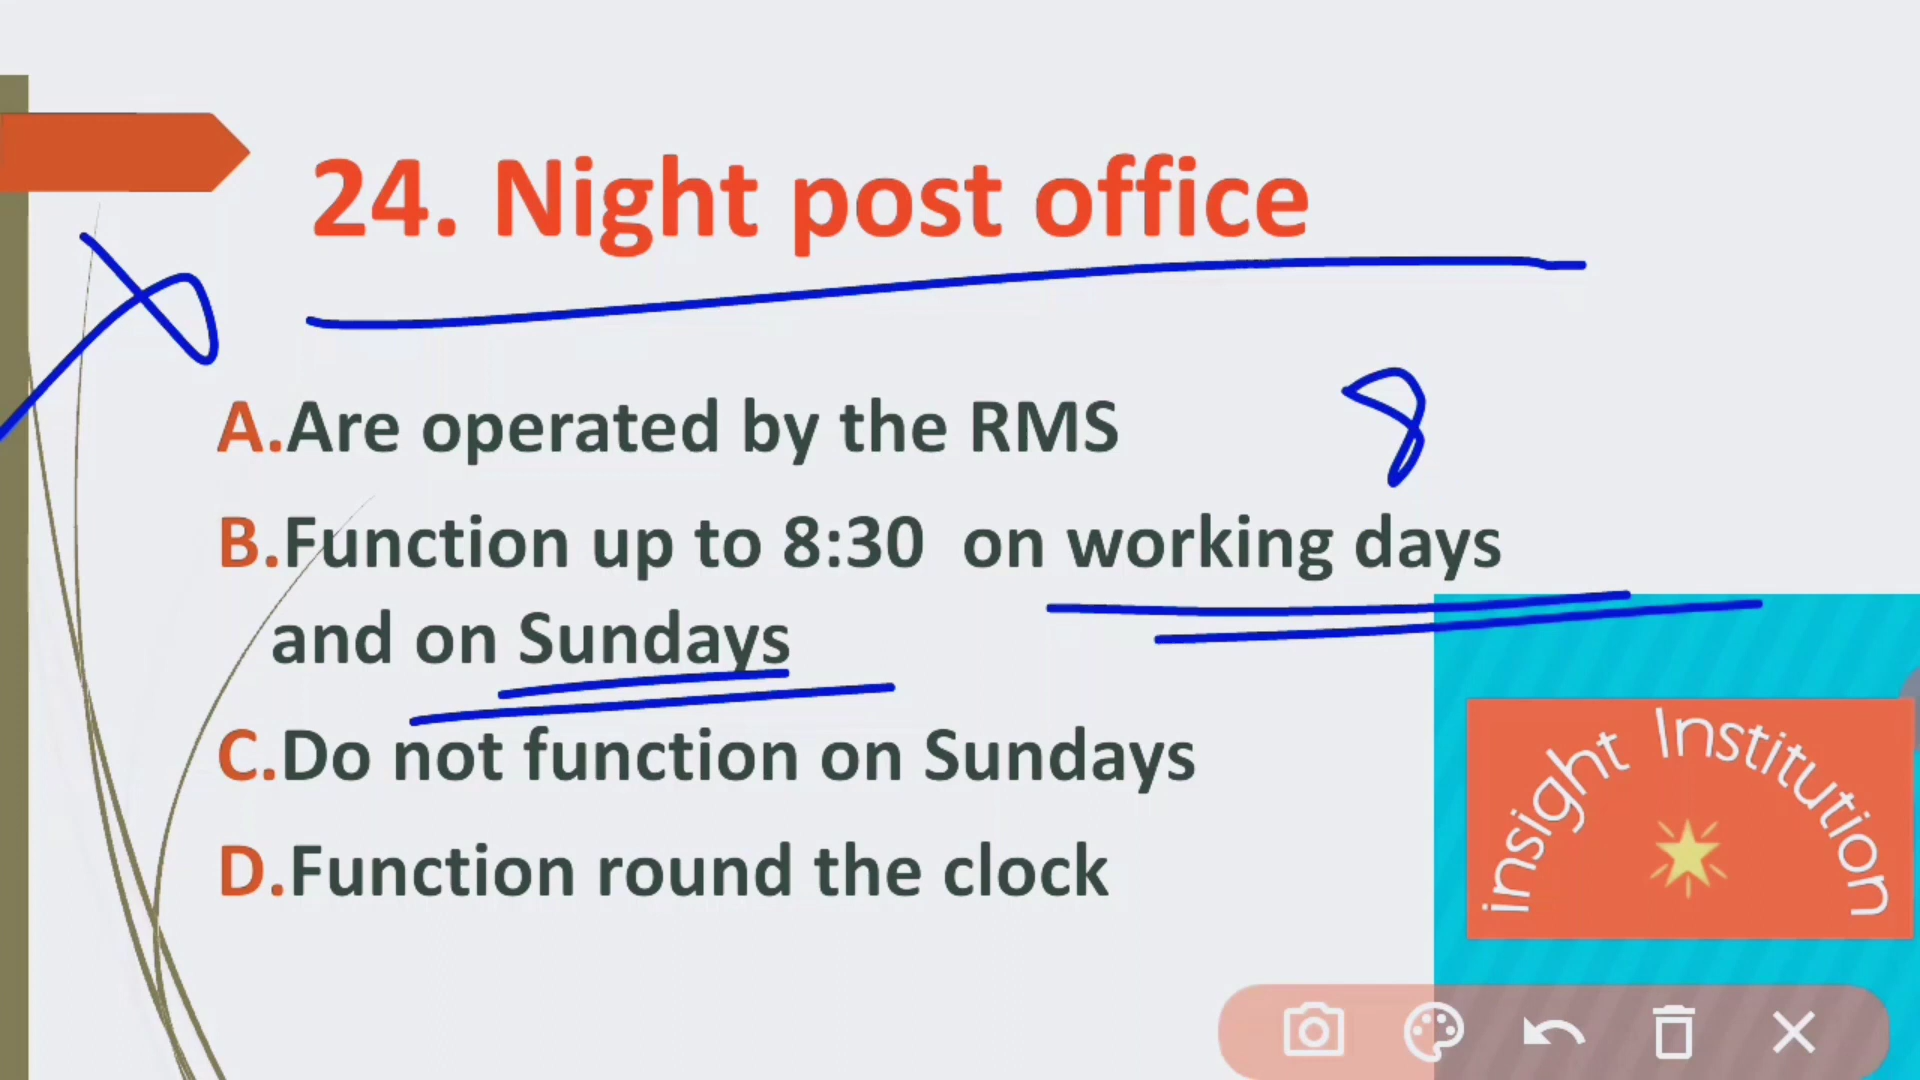 24. Night post office
8
A.Are operated by the RMS
B.Function up to 8:30 on working days
and on Sundays
C.Do not function on Sundays
D.Function round the clock
insight Institution